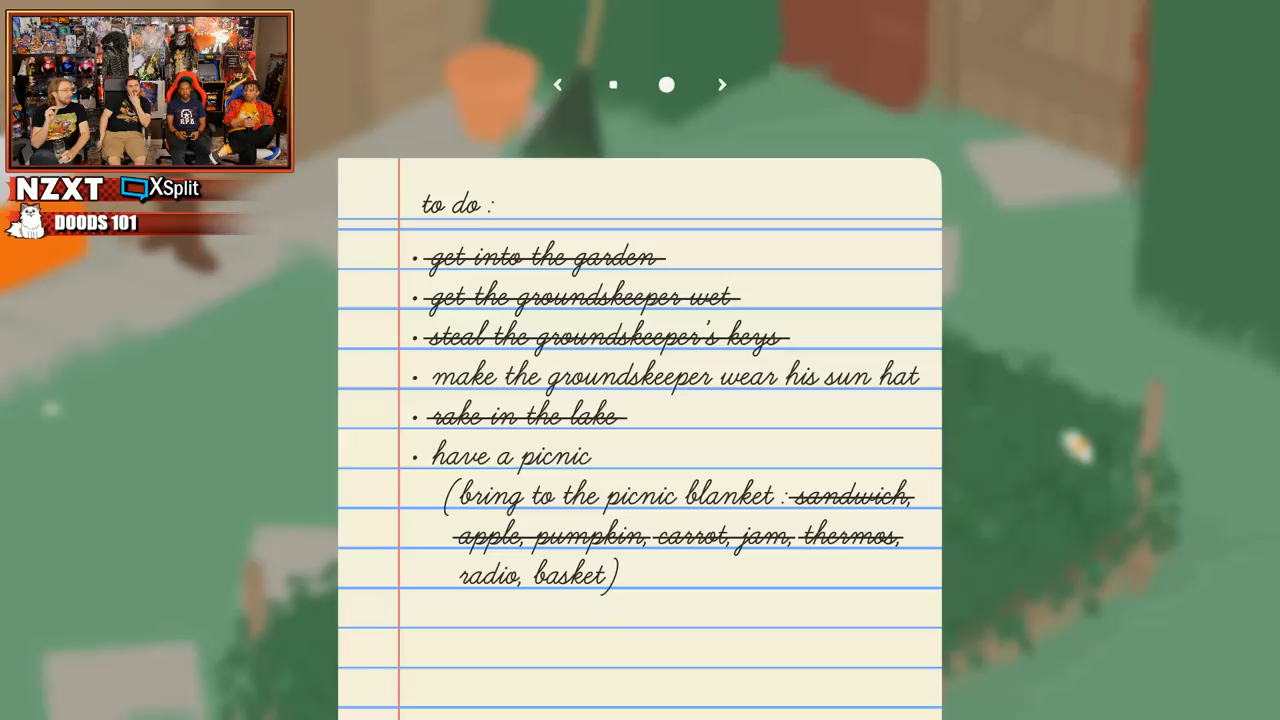 NZXT XSplit
DOODS 101
to do :
• get into the garden
• get the groundskeeper wet
• steal the groundskeeper's keys
• make the groundskeeper wear his sun hat
• rake in the lake
• have a picnic
(bring to the picnic blanket : sandwich,
apple, pumpkin, carrot, jam, thermos,
radio, basket)